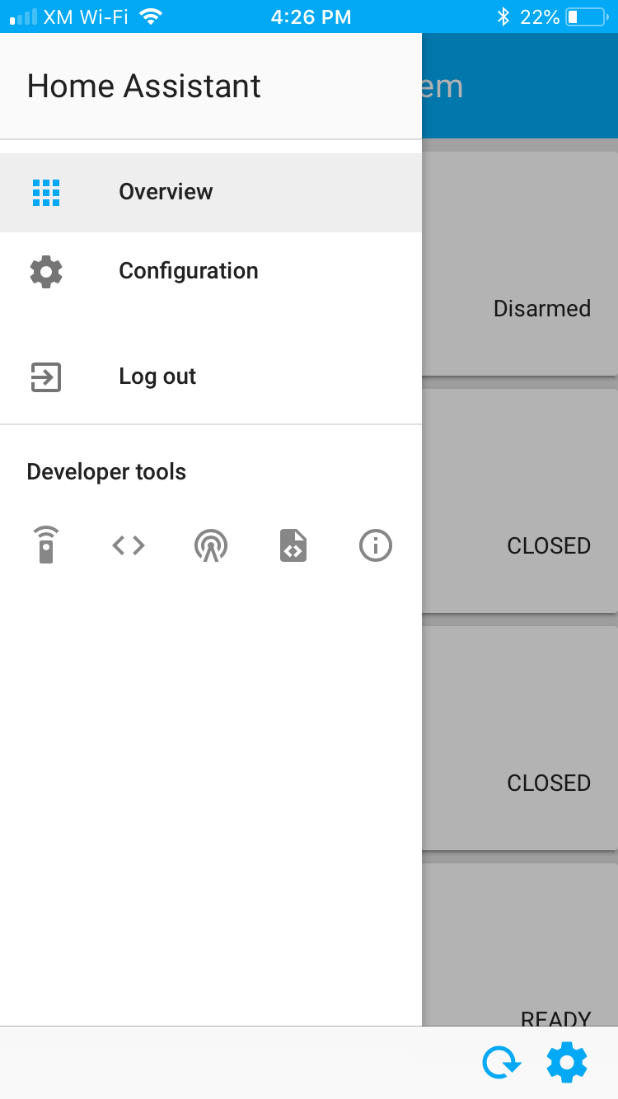 XM Wi-Fi 4:26 PM 22%
Home Assistant
em
Overview
Configuration
Log out
Developer tools
Disarmed
CLOSED
CLOSED
READY